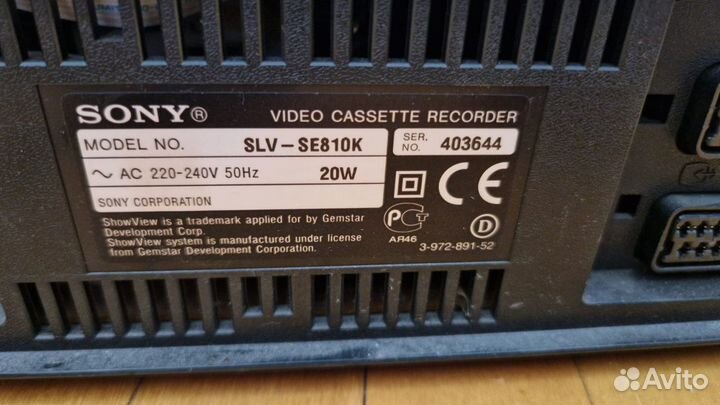 SONY® VIDEO CASSETTE RECORDER
MODEL NO. SLV-SE810K
SER. NO. 403644
~ AC 220-240V 50Hz 20W
SONY CORPORATION
CE
ShowView is a trademark applied for by Gemstar
Development Corp.
ShowView system is manufactured under license
from Gemstar Development Corporation.
РСТ
AЯ46
D
3-972-891-52
Avito